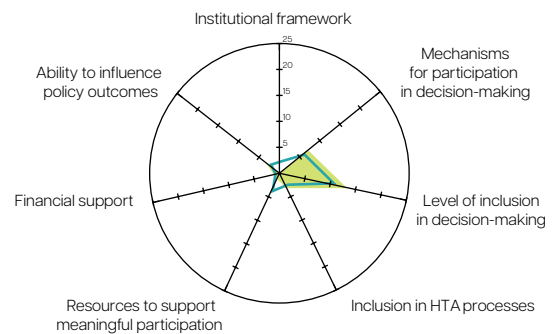 Institutional framework
25
20
15
10
5
Mechanisms
for participation
in decision-making
Ability to influence
policy outcomes
Financial support
Level of inclusion
in decision-making
Resources to support
meaningful participation
Inclusion in HTA processes